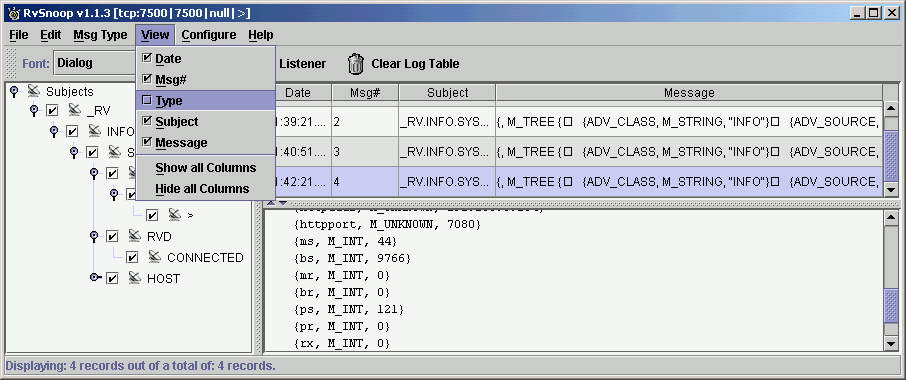 RvSnoop v1.1.3 [tcp:7500|7500|null|>]
File Edit Msg Type View Configure Help
Font: Dialog Listener Clear Log Table
Date
Msg#
Type
Subject
Message
Show all Columns
Hide all Columns
Subjects
_RV
INFO
S
>
RVD
CONNECTED
HOST
Date Msg# Subject Message
1:39:21.... 2 _RV.INFO.SYS... {, M_TREE {□ {ADV_CLASS, M_STRING, "INFO"}□ {ADV_SOURCE,
1:40:51... 3 _RV.INFO.SYS... {, M_TREE {□ {ADV_CLASS, M_STRING, "INFO"}□ {ADV_SOURCE,
1:42:21.... 4 _RV.INFO.SYS... {, M_TREE {□ {ADV_CLASS, M_STRING, "INFO"}□ {ADV_SOURCE,
{httpport, M_UNKNOWN, 7080}
{ms, M_INT, 44}
{bs, M_INT, 9766}
{mr, M_INT, 0}
{br, M_INT, 0}
{ps, M_INT, 121}
{pr, M_INT, 0}
{rx, M_INT, 0}
Displaying: 4 records out of a total of: 4 records.